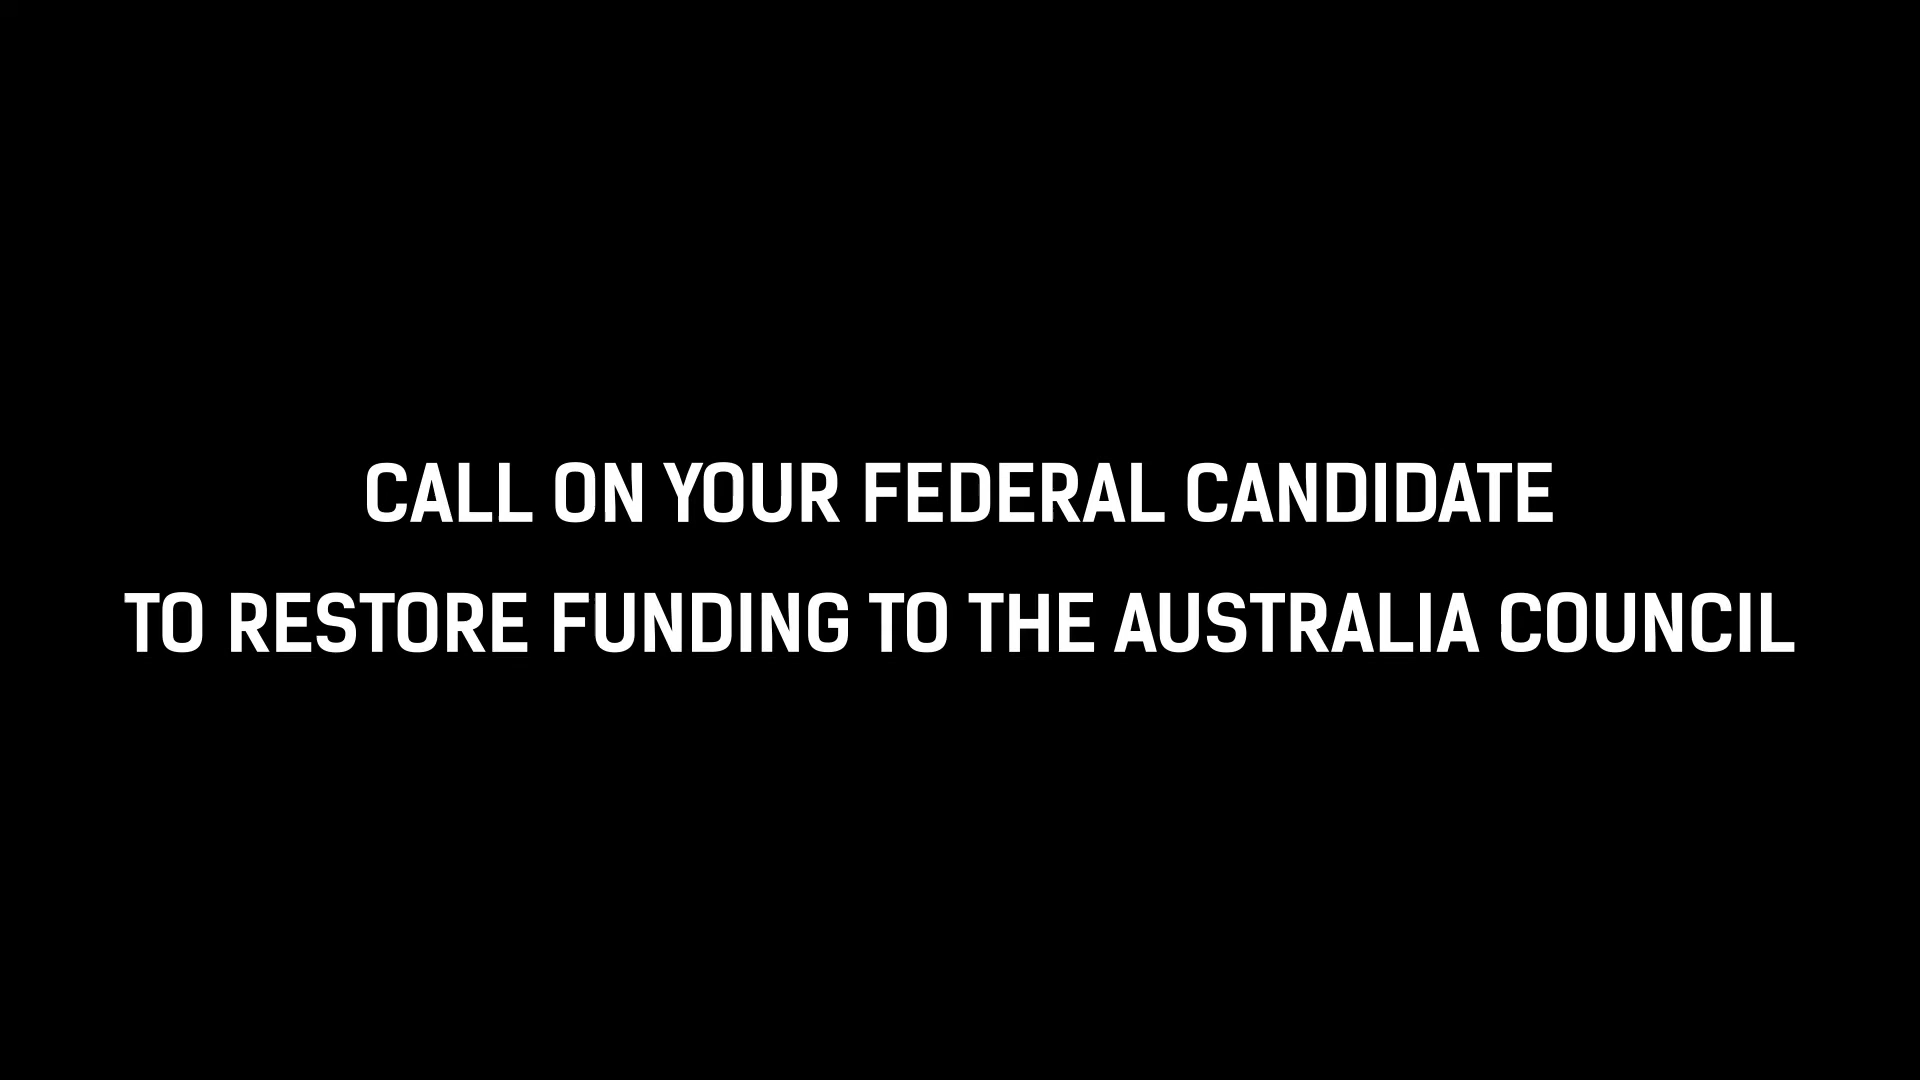 CALL ON YOUR FEDERAL CANDIDATE
TO RESTORE FUNDING TO THE AUSTRALIA COUNCIL